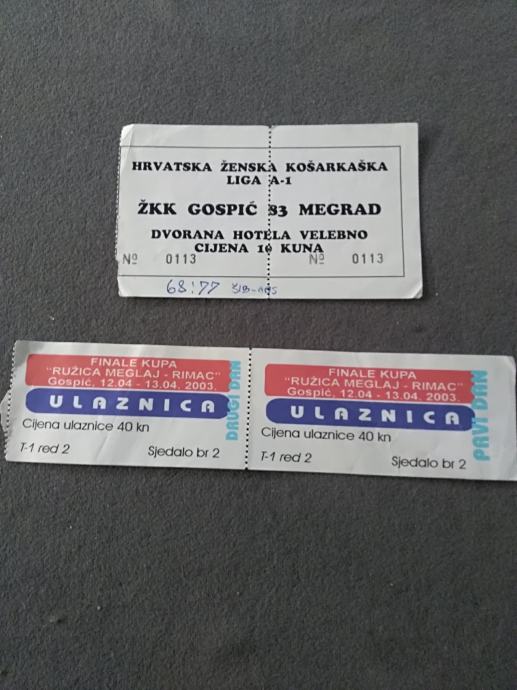 HRVATSKA ŽENSKA KOŠARKAŠKA
LIGA A-1
ŽKK GOSPIĆ 83 MEGRAD
DVORANA HOTELA VELEBNO
CIJENA 10 KUNA
Nº 0113 Nº 0113
68:77
FINALE KUPA
"RUŽICA MEGLAJ - RIMAC"
Gospić, 12.04 - 13.04. 2003.
ULAZNICA
Cijena ulaznice 40 kn
T-1 red 2 Sjedalo br 2
DRUGI DAN
FINALE KUPA
"RUŽICA MEGLAJ - RIMAC"
Gospić, 12.04 - 13.04. 2003.
ULAZNICA
Cijena ulaznice 40 kn
T-1 red 2 Sjedalo br 2
PRVI DAN